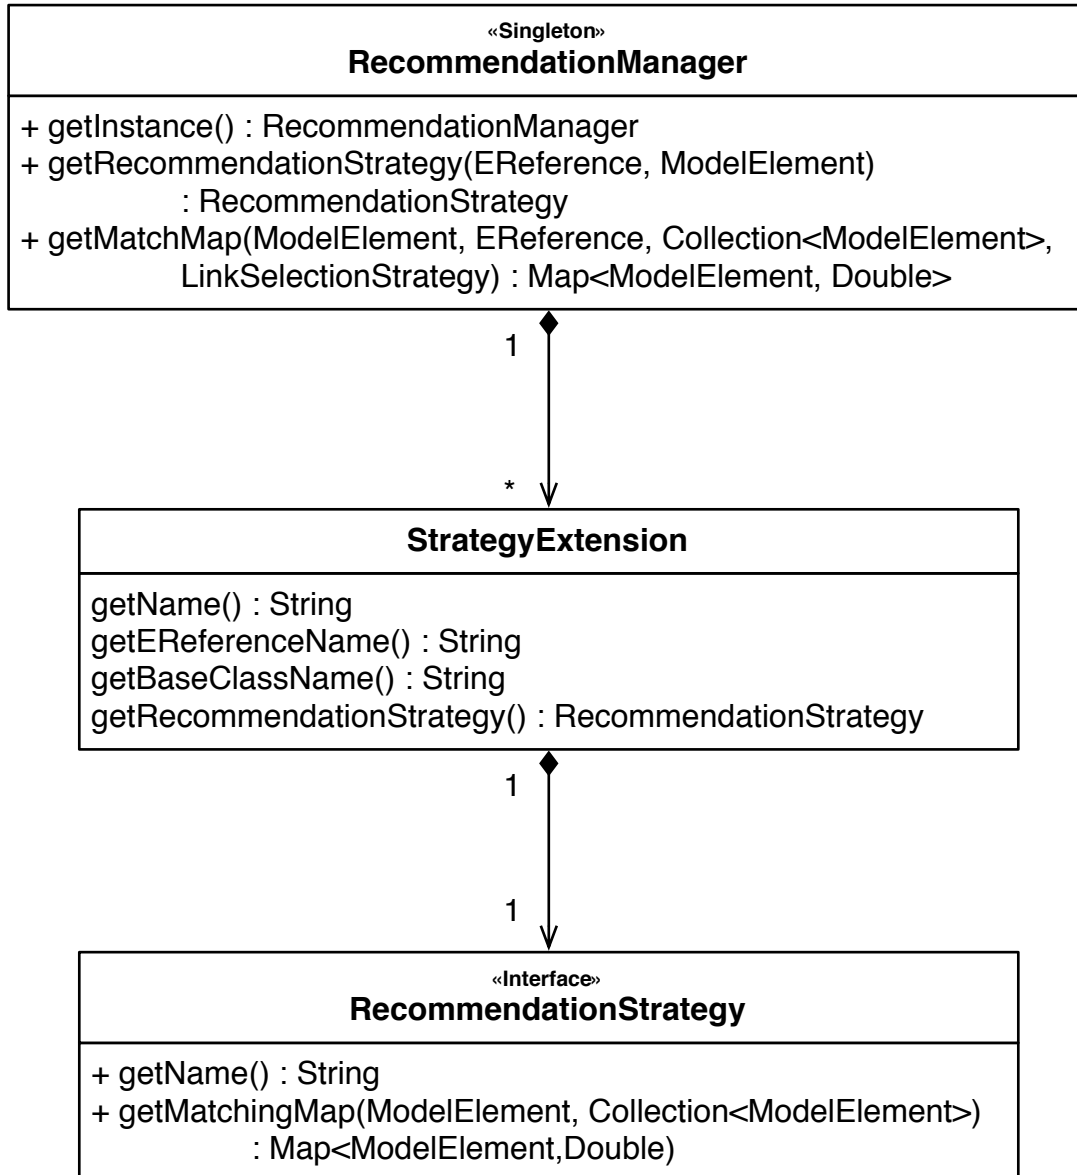 «Singleton»
RecommendationManager
+ getInstance() : RecommendationManager
+ getRecommendationStrategy(EReference, ModelElement)
: RecommendationStrategy
+ getMatchMap(ModelElement, EReference, Collection<ModelElement>,
LinkSelectionStrategy) : Map<ModelElement, Double>
1
*
StrategyExtension
getName() : String
getEReferenceName() : String
getBaseClassName() : String
getRecommendationStrategy() : RecommendationStrategy
1
1
«Interface»
RecommendationStrategy
+ getName() : String
+ getMatchingMap(ModelElement, Collection<ModelElement>)
: Map<ModelElement,Double)